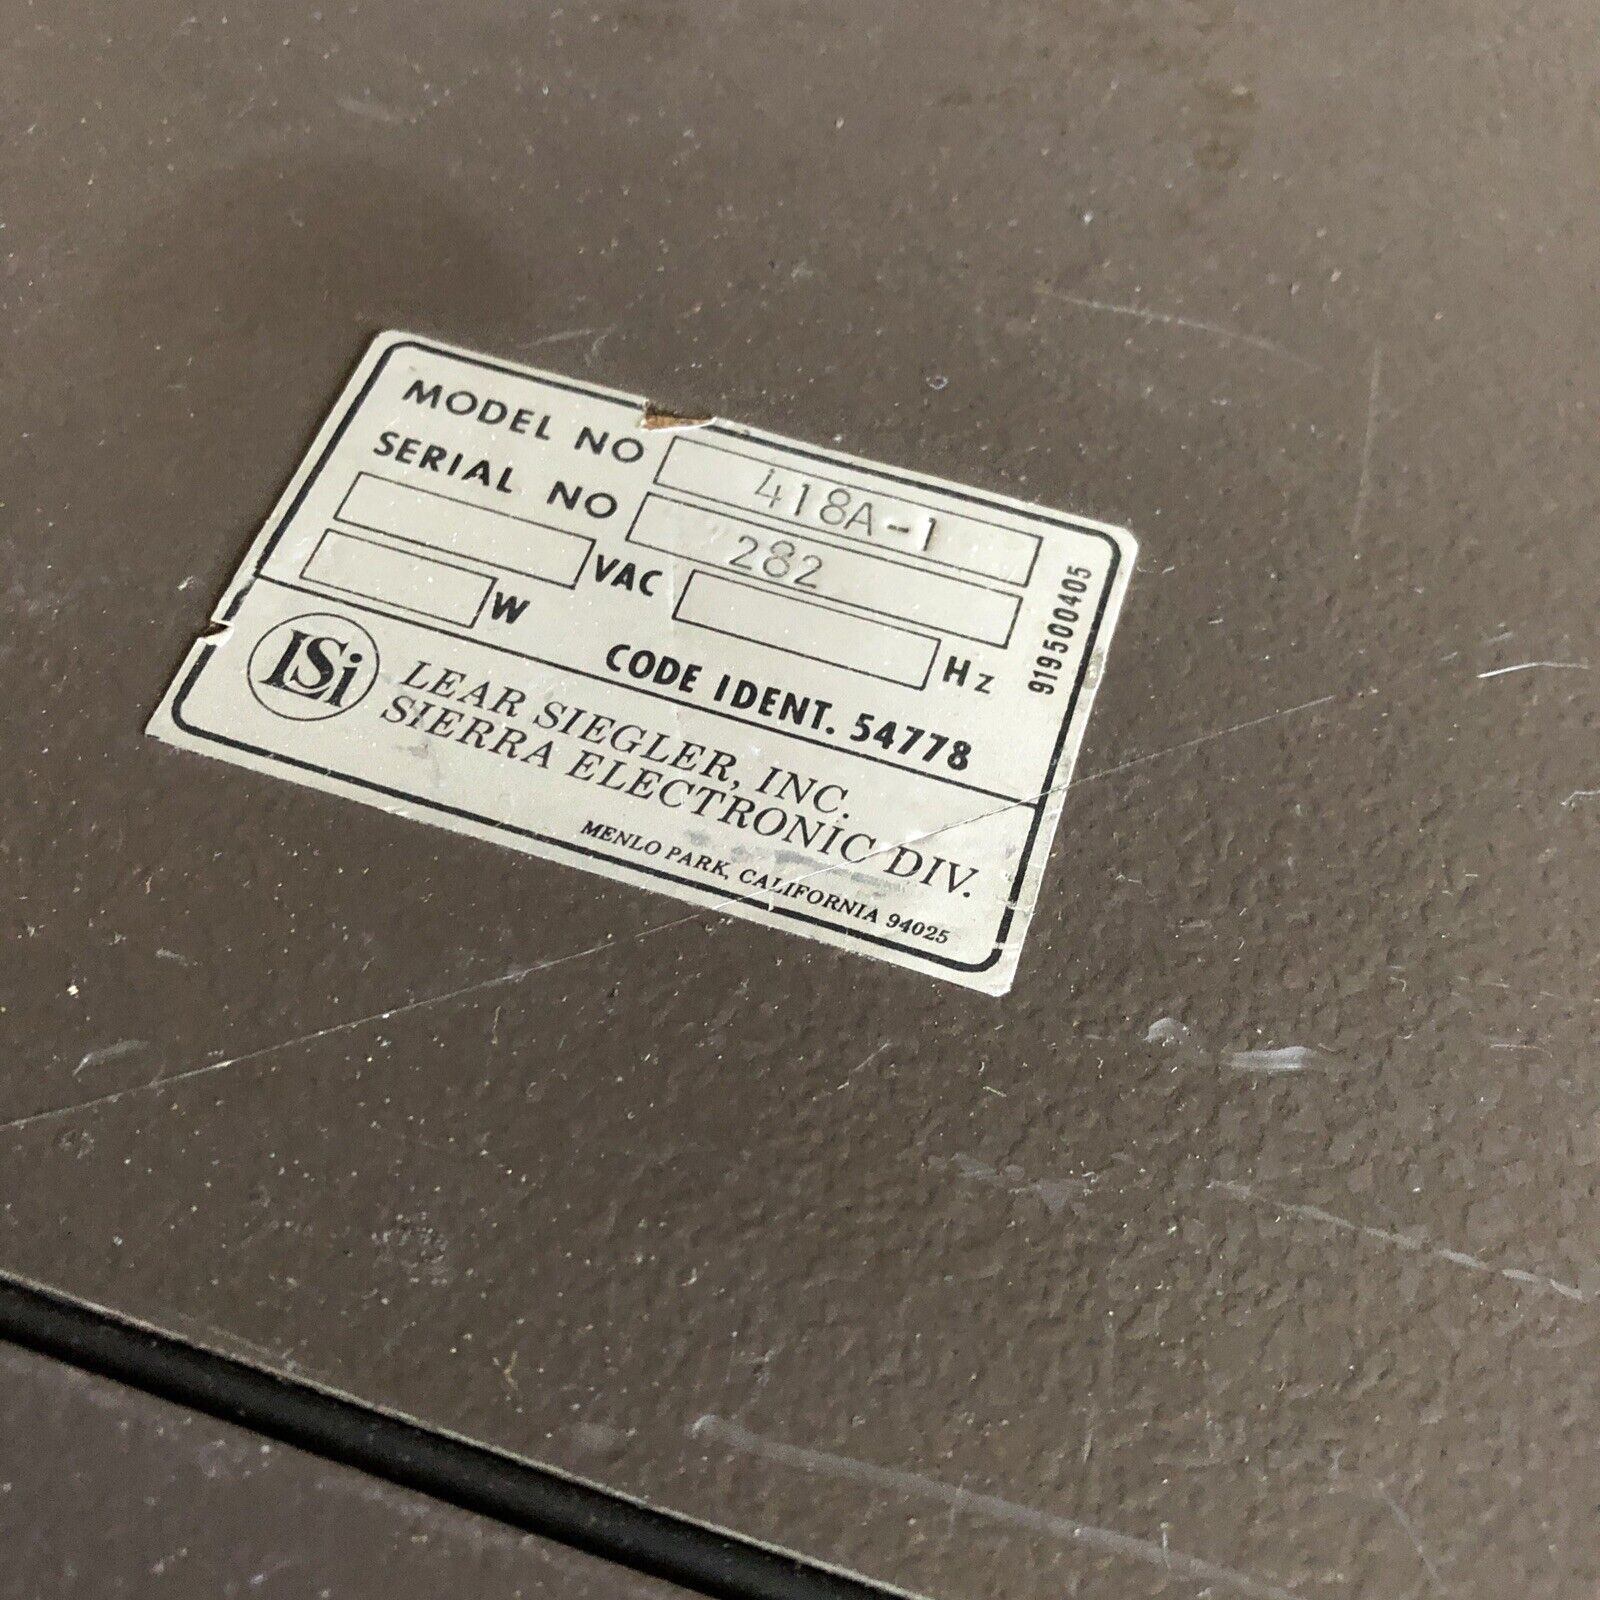 MODEL NO 418A-1
SERIAL NO 282
VAC Hz
W CODE IDENT. 54778
919500405
LSi LEAR SIEGLER, INC.
SIERRA ELECTRONIC DIV.
MENLO PARK, CALIFORNIA 94025